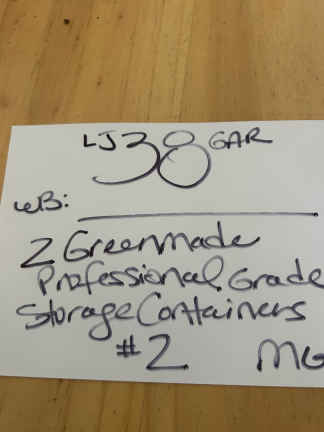 LJ 38 GAR
WB:
2 Greenmade
Professional Grade
Storage Containers
#2 MG